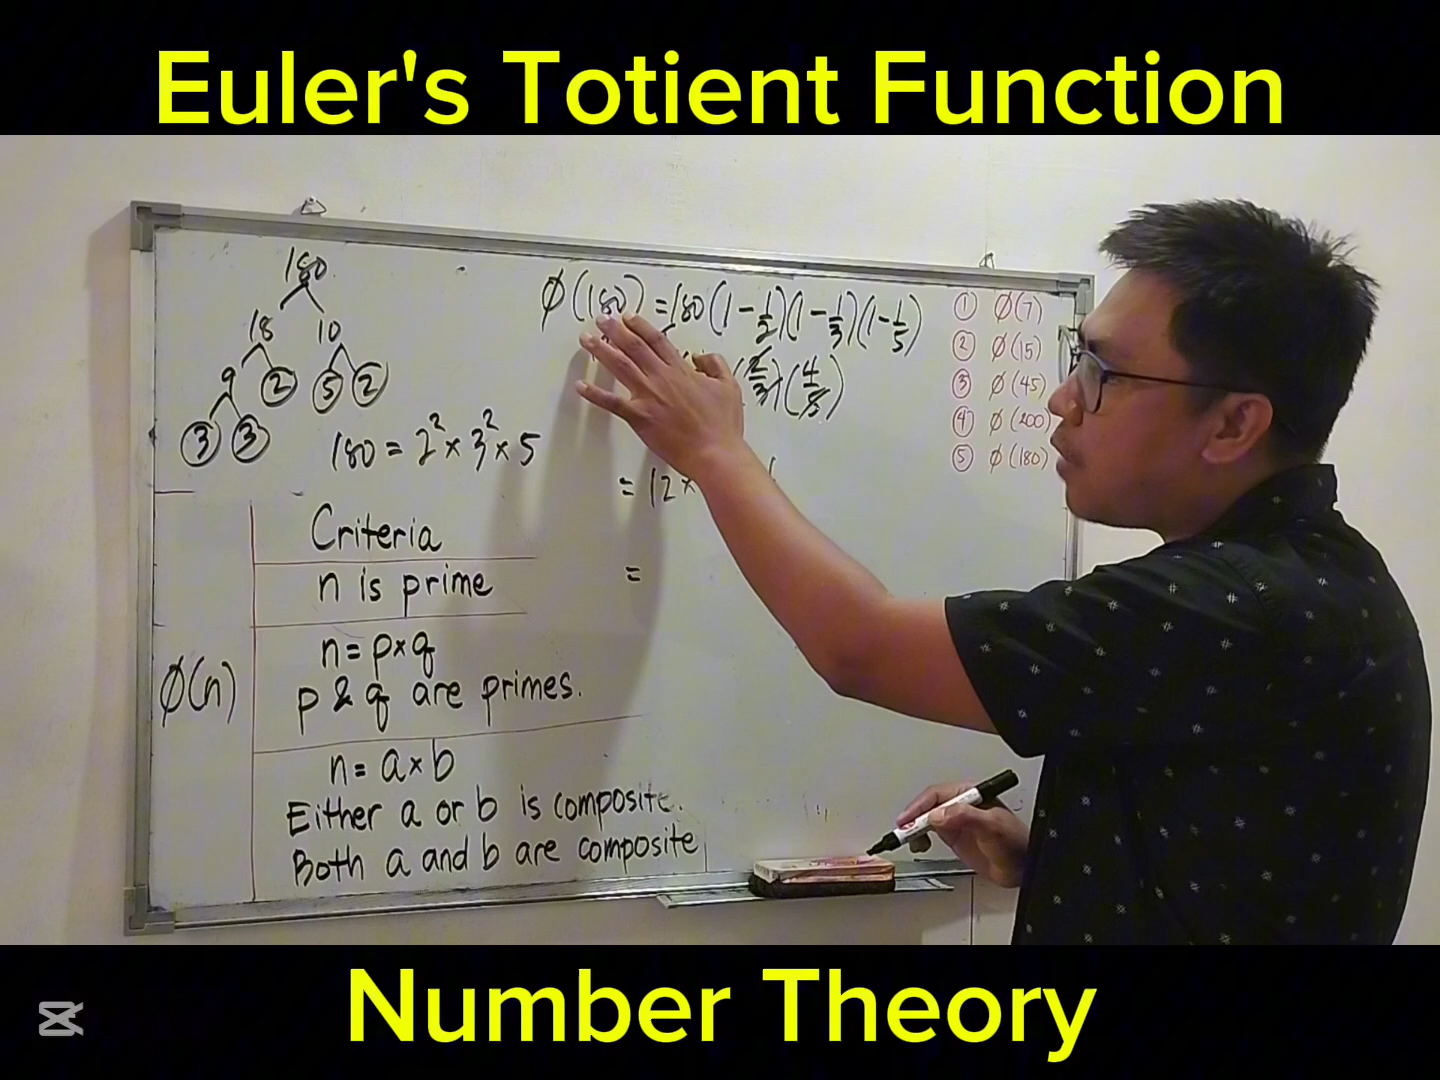 Euler's Totient Function
180
18 10
9 2 5 2
3 3
180 = 2² × 3² × 5
ϕ(180) = 180(1 - 1/2)(1 - 1/3)(1 - 1/5)
(2/3)(4/5)
= 12 ×
=
① ϕ(7)
② ϕ(15)
③ ϕ(45)
④ ϕ(200)
⑤ ϕ(180)
ϕ(n)
Criteria
n is prime
n = p×q
p & q are primes.
n = a×b
Either a or b is composite.
Both a and b are composite
Number Theory